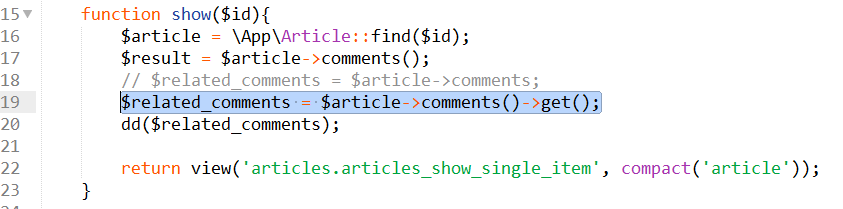 15 function show($id){
16 $article = \App\Article::find($id);
17 $result = $article->comments();
18 // $related_comments = $article->comments;
19 $related_comments = $article->comments()->get();
20 dd($related_comments);
21
22 return view('articles.articles_show_single_item', compact('article'));
23 }